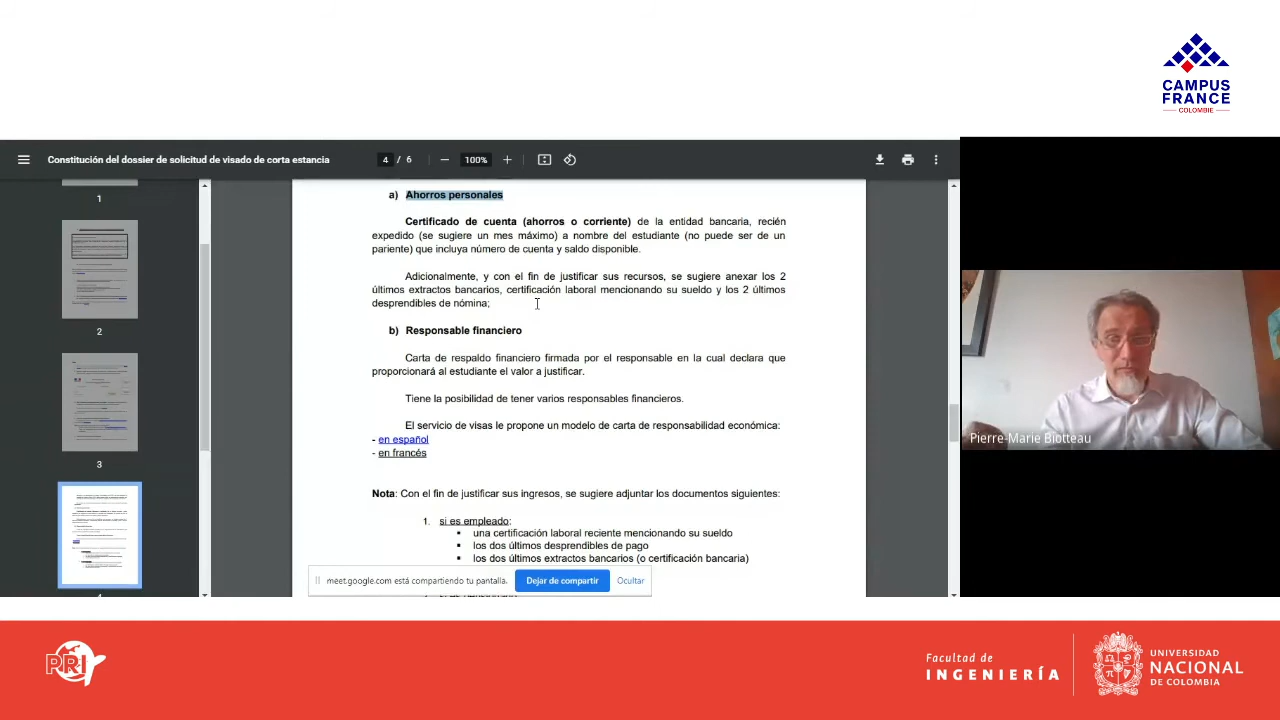 CAMPUS
FRANCE
COLOMBIE
Constitución del dossier de solicitud de visado de corta estancia
4 / 6
100%
1
2
3
a) Ahorros personales
Certificado de cuenta (ahorros o corriente) de la entidad bancaria, recién
expedido (se sugiere un mes máximo) a nombre del estudiante (no puede ser de un
pariente) que incluya número de cuenta y saldo disponible.
Adicionalmente, y con el fin de justificar sus recursos, se sugiere anexar los 2
últimos extractos bancarios, certificación laboral mencionando su sueldo y los 2 últimos
desprendibles de nómina;
b) Responsable financiero
Carta de respaldo financiero firmada por el responsable en la cual declara que
proporcionará al estudiante el valor a justificar.
Tiene la posibilidad de tener varios responsables financieros.
El servicio de visas le propone un modelo de carta de responsabilidad económica:
- en español
- en francés
Nota: Con el fin de justificar sus ingresos, se sugiere adjuntar los documentos siguientes:
1. si es empleado:
▪ una certificación laboral reciente mencionando su sueldo
▪ los dos últimos desprendibles de pago
▪ los dos últimos extractos bancarios (o certificación bancaria)
meet.google.com está compartiendo tu pantalla.
Dejar de compartir
Ocultar
Pierre-Marie Biotteau
PRI
Facultad de
INGENIERÍA
UNIVERSIDAD
NACIONAL
DE COLOMBIA